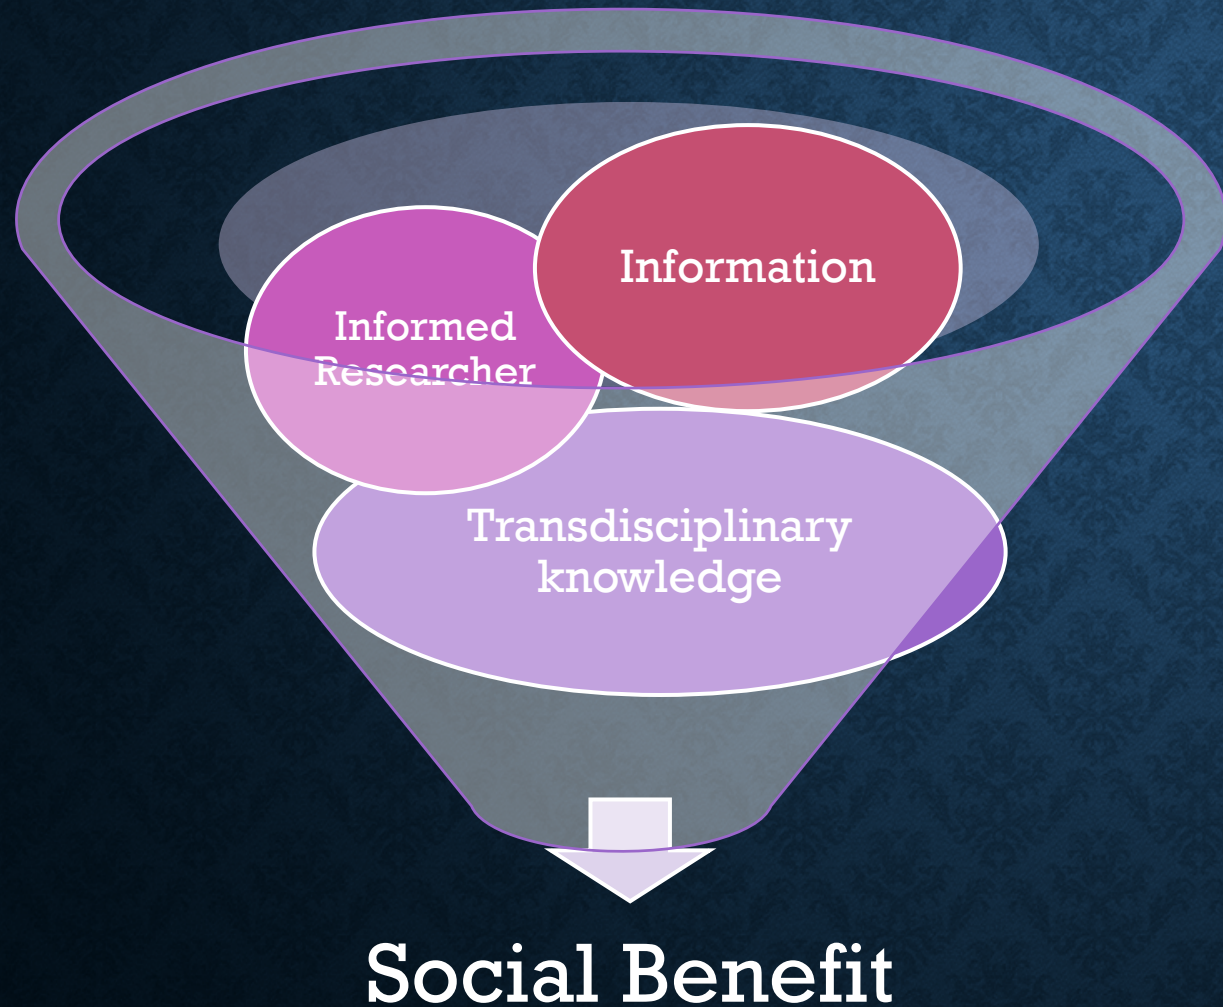 Information
Informed
Researcher
Transdisciplinary
knowledge
Social Benefit